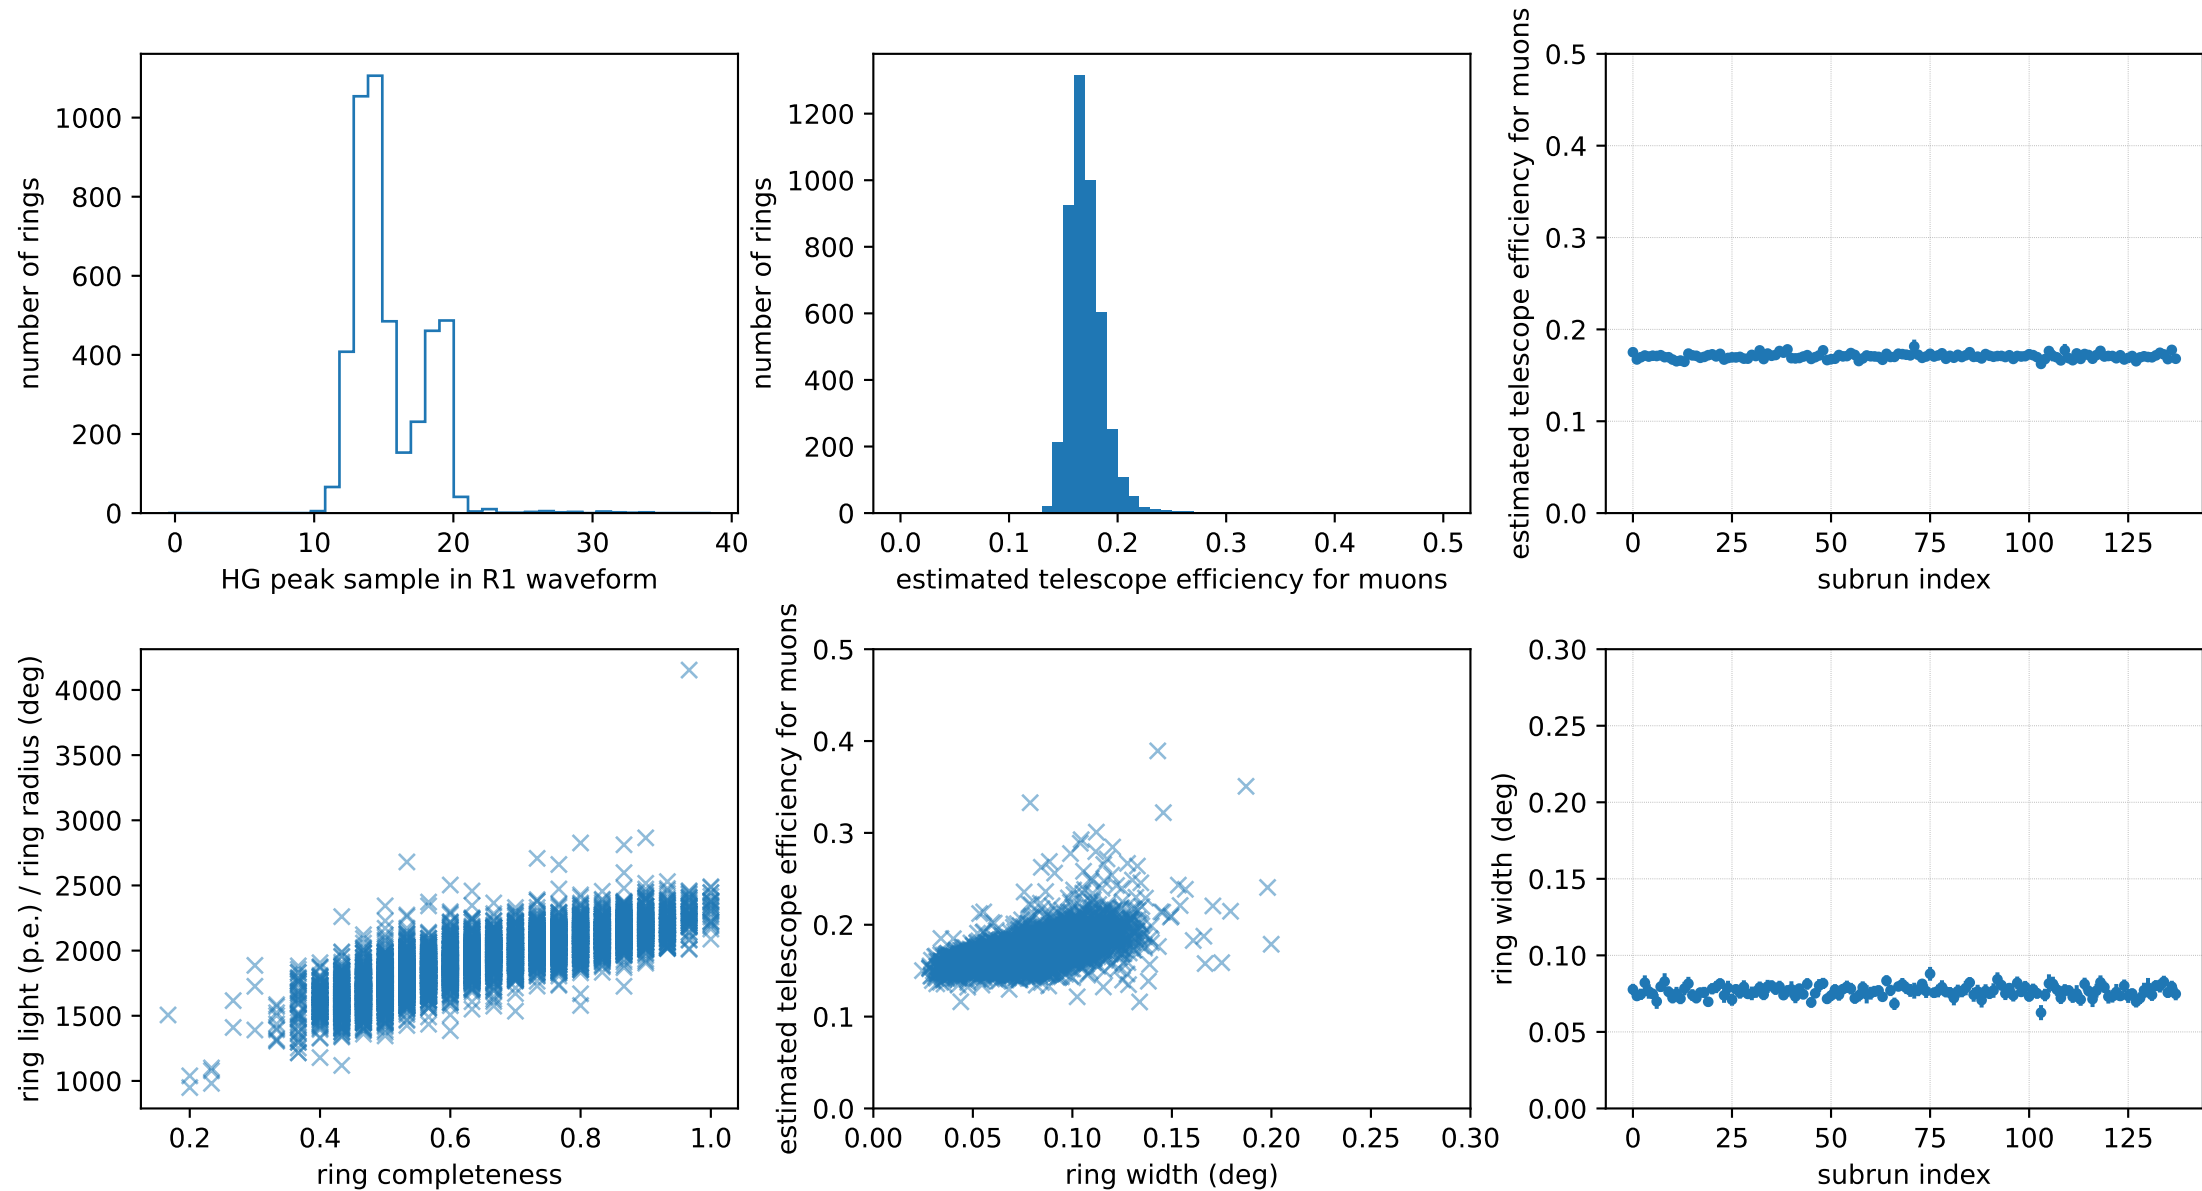 number of rings
1000
800
600
400
200
0
0 10 20 30 40
HG peak sample in R1 waveform
number of rings
1200
1000
800
600
400
200
0
0.0 0.1 0.2 0.3 0.4 0.5
estimated telescope efficiency for muons
estimated telescope efficiency for muons
0.5
0.4
0.3
0.2
0.1
0.0
0 25 50 75 100 125
subrun index
ring light (p.e.) / ring radius (deg)
4000
3500
3000
2500
2000
1500
1000
0.2 0.4 0.6 0.8 1.0
ring completeness
estimated telescope efficiency for muons
0.5
0.4
0.3
0.2
0.1
0.0
0.00 0.05 0.10 0.15 0.20 0.25 0.30
ring width (deg)
ring width (deg)
0.30
0.25
0.20
0.15
0.10
0.05
0.00
0 25 50 75 100 125
subrun index